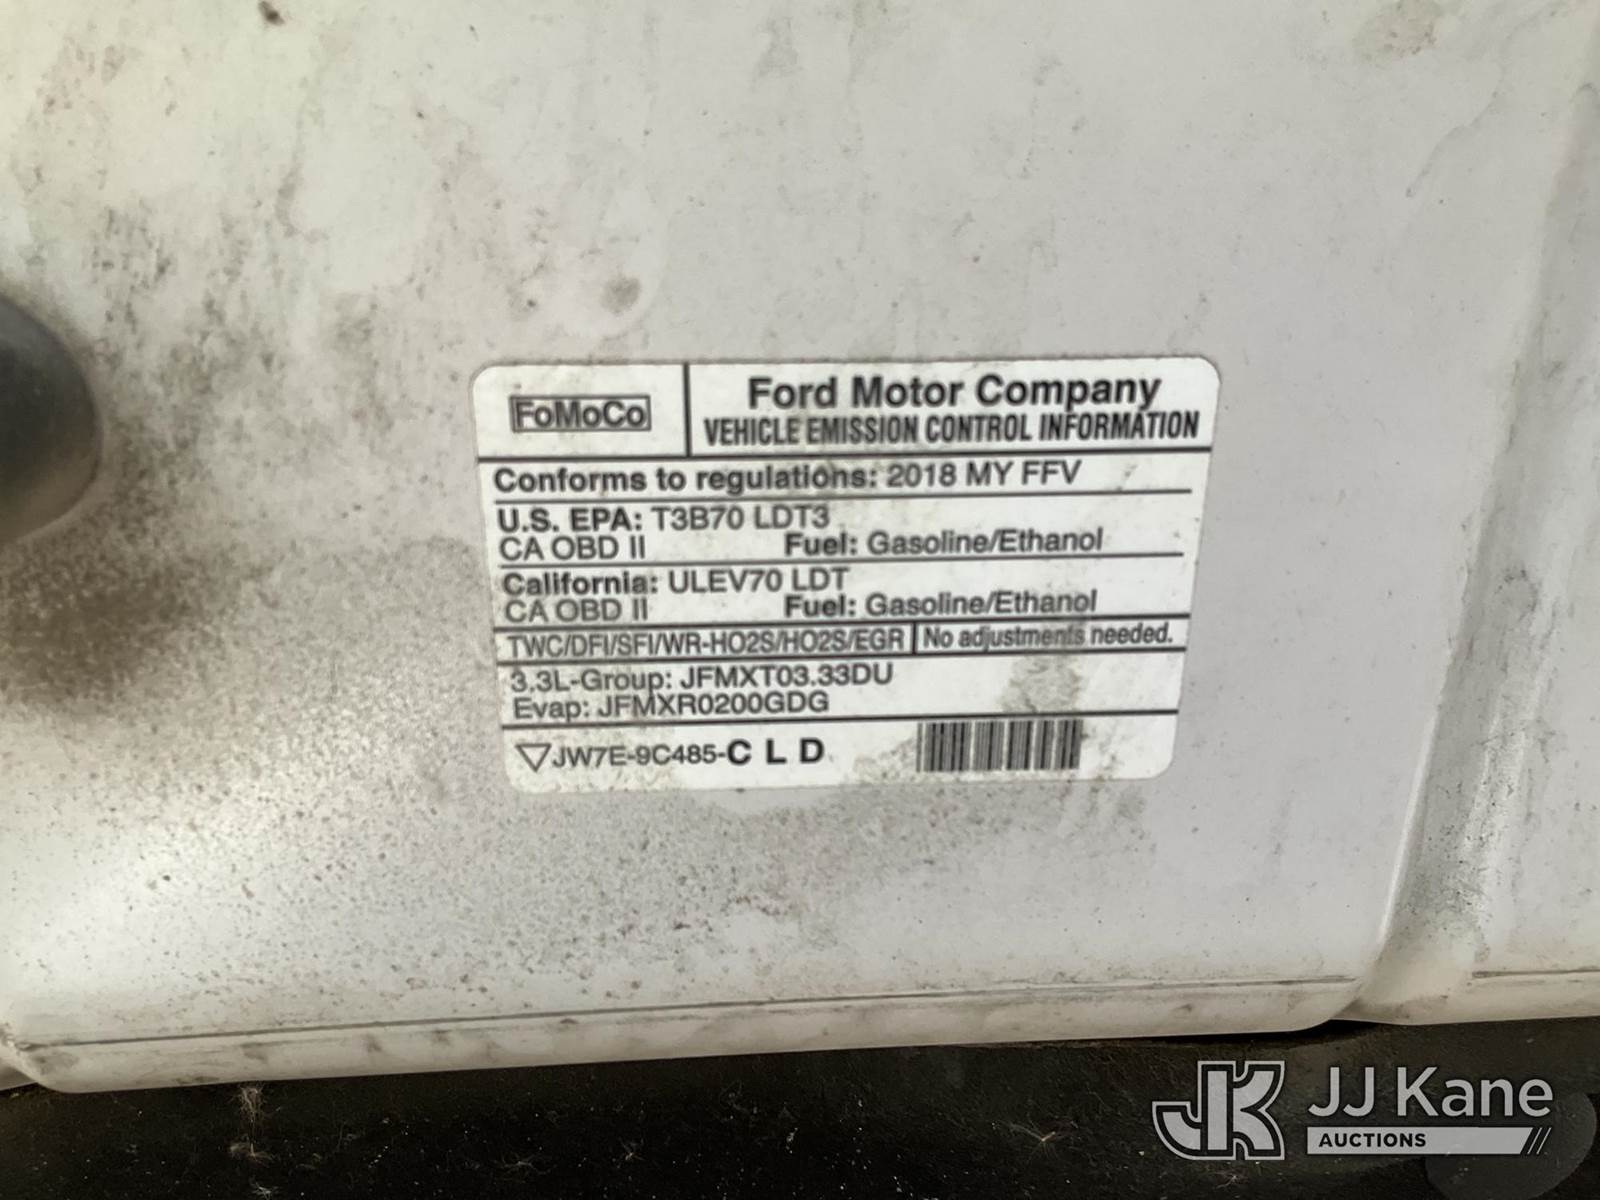 FoMoCo
Ford Motor Company
VEHICLE EMISSION CONTROL INFORMATION
Conforms to regulations: 2018 MY FFV
U.S. EPA: T3B70 LDT3
CA OBD II Fuel: Gasoline/Ethanol
California: ULEV70 LDT
CA OBD II Fuel: Gasoline/Ethanol
TWC/DFI/SFI/WR-HO2S/HO2S/EGR No adjustments needed.
3.3L-Group: JFMXT03.33DU
Evap: JFMXR0200GDG
JW7E-9C485-C L D
JK JJ Kane
AUCTIONS